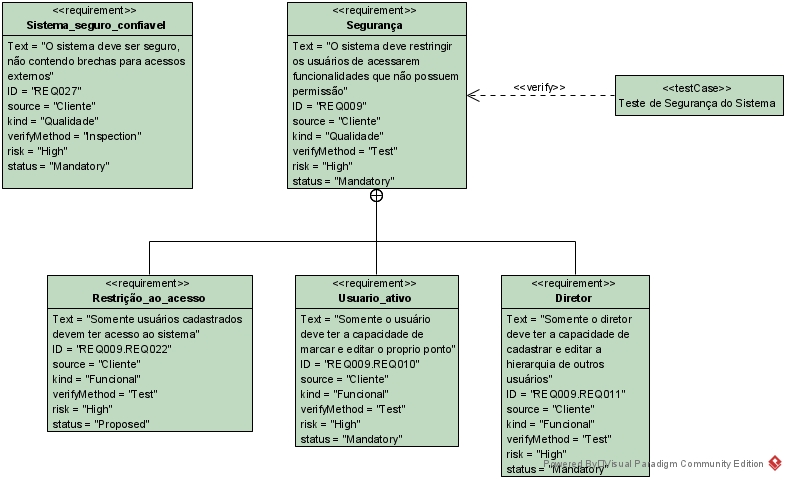 <<requirement>>
Sistema_seguro_confiavel
Text = "O sistema deve ser seguro,
não contendo brechas para acessos
externos"
ID = "REQ027"
source = "Cliente"
kind = "Qualidade"
verifyMethod = "Inspection"
risk = "High"
status = "Mandatory"
<<requirement>>
Segurança
Text = "O sistema deve restringir
os usuários de acessarem
funcionalidades que não possuem
permissão"
ID = "REQ009"
source = "Cliente"
kind = "Qualidade"
verifyMethod = "Test"
risk = "High"
status = "Mandatory"
<<verify>>
<<testCase>>
Teste de Segurança do Sistema
<<requirement>>
Restrição_ao_acesso
Text = "Somente usuários cadastrados
devem ter acesso ao sistema"
ID = "REQ009.REQ022"
source = "Cliente"
kind = "Funcional"
verifyMethod = "Test"
risk = "High"
status = "Proposed"
<<requirement>>
Usuario_ativo
Text = "Somente o usuário
deve ter a capacidade de
marcar e editar o proprio ponto"
ID = "REQ009.REQ010"
source = "Cliente"
kind = "Funcional"
verifyMethod = "Test"
risk = "High"
status = "Mandatory"
<<requirement>>
Diretor
Text = "Somente o diretor
deve ter a capacidade de
cadastrar e editar a
hierarquia de outros
usuários"
ID = "REQ009.REQ011"
source = "Cliente"
kind = "Funcional"
verifyMethod = "Test"
risk = "High"
status = "Mandatory"
Powered By Visual Paradigm Community Edition